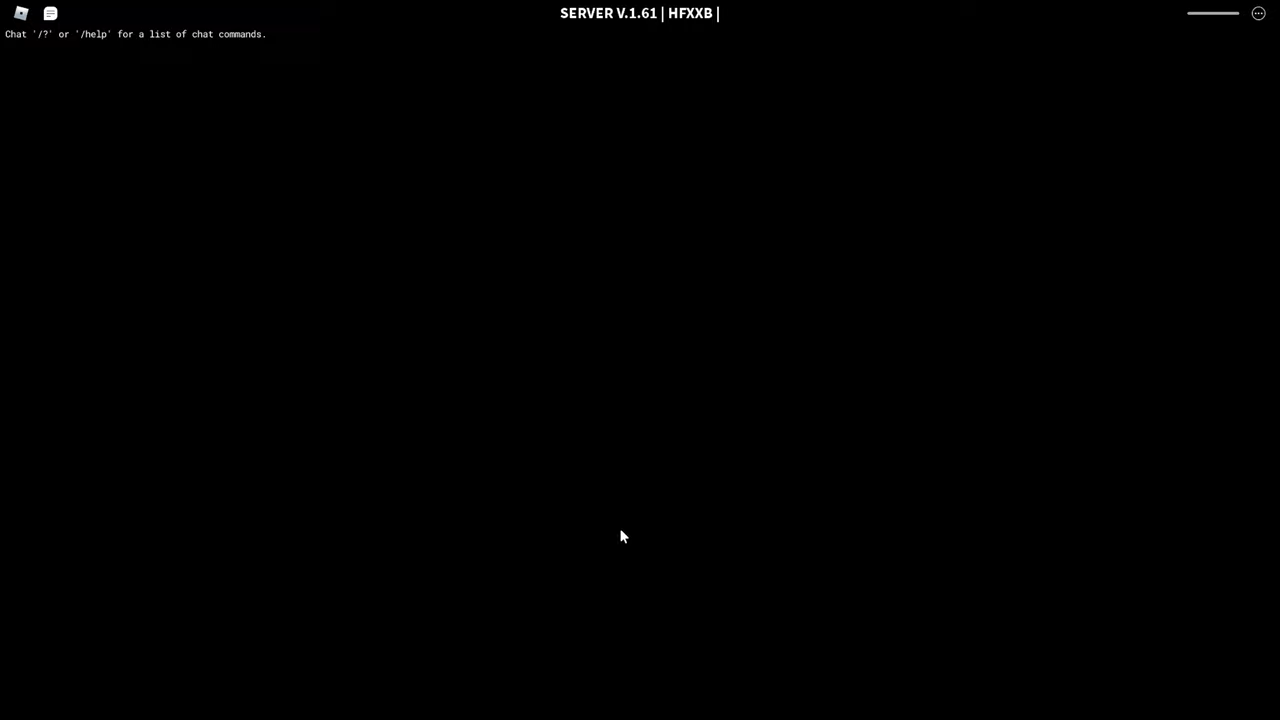 SERVER V.1.61 | HFXXB |
Chat '/?' or '/help' for a list of chat commands.